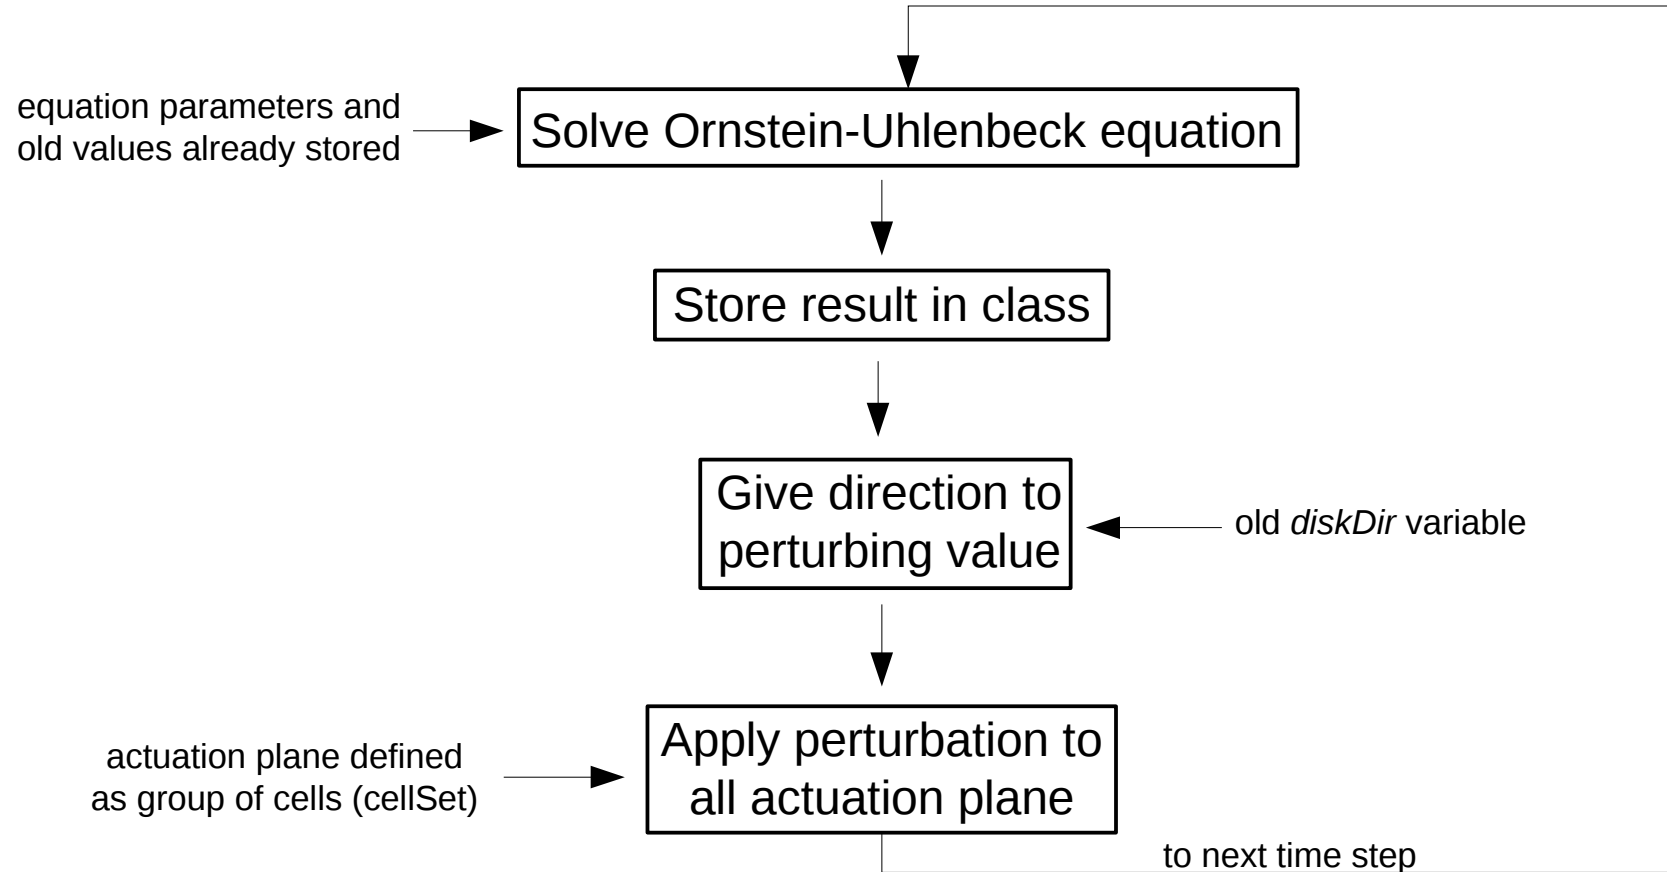 equation parameters and
old values already stored
Solve Ornstein-Uhlenbeck equation
Store result in class
Give direction to
perturbing value
old diskDir variable
Apply perturbation to
all actuation plane
actuation plane defined
as group of cells (cellSet)
to next time step